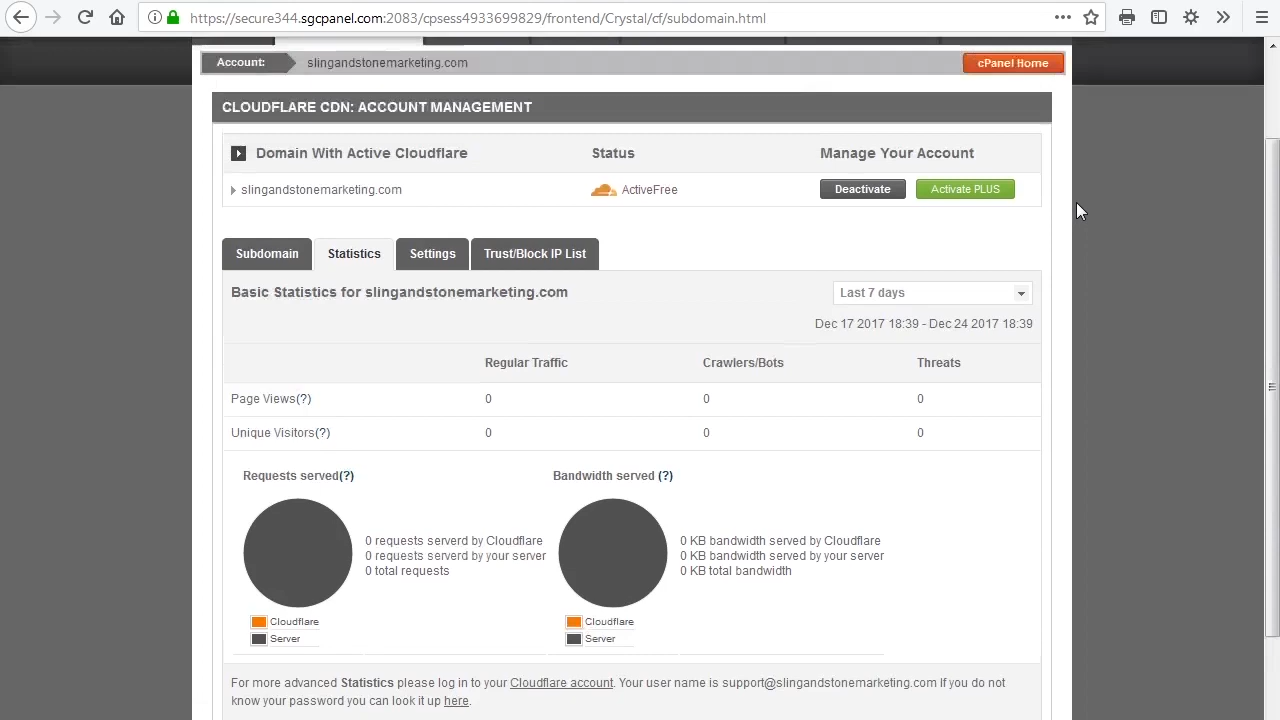 https://secure344.sgcpanel.com:2083/cpsess4933699829/frontend/Crystal/cf/subdomain.html
Account: slingandstonemarketing.com cPanel Home
CLOUDFLARE CDN: ACCOUNT MANAGEMENT
Domain With Active Cloudflare Status Manage Your Account
slingandstonemarketing.com ActiveFree Deactivate Activate PLUS
Subdomain Statistics Settings Trust/Block IP List
Basic Statistics for slingandstonemarketing.com Last 7 days
Dec 17 2017 18:39 - Dec 24 2017 18:39
Regular Traffic Crawlers/Bots Threats
Page Views(?) 0 0 0
Unique Visitors(?) 0 0 0
Requests served(?) Bandwidth served (?)
0 requests serverd by Cloudflare 0 KB bandwidth served by Cloudflare
0 requests serverd by your server 0 KB bandwidth served by your server
0 total requests 0 KB total bandwidth
Cloudflare Cloudflare
Server Server
For more advanced Statistics please log in to your Cloudflare account. Your user name is support@slingandstonemarketing.com If you do not
know your password you can look it up here.